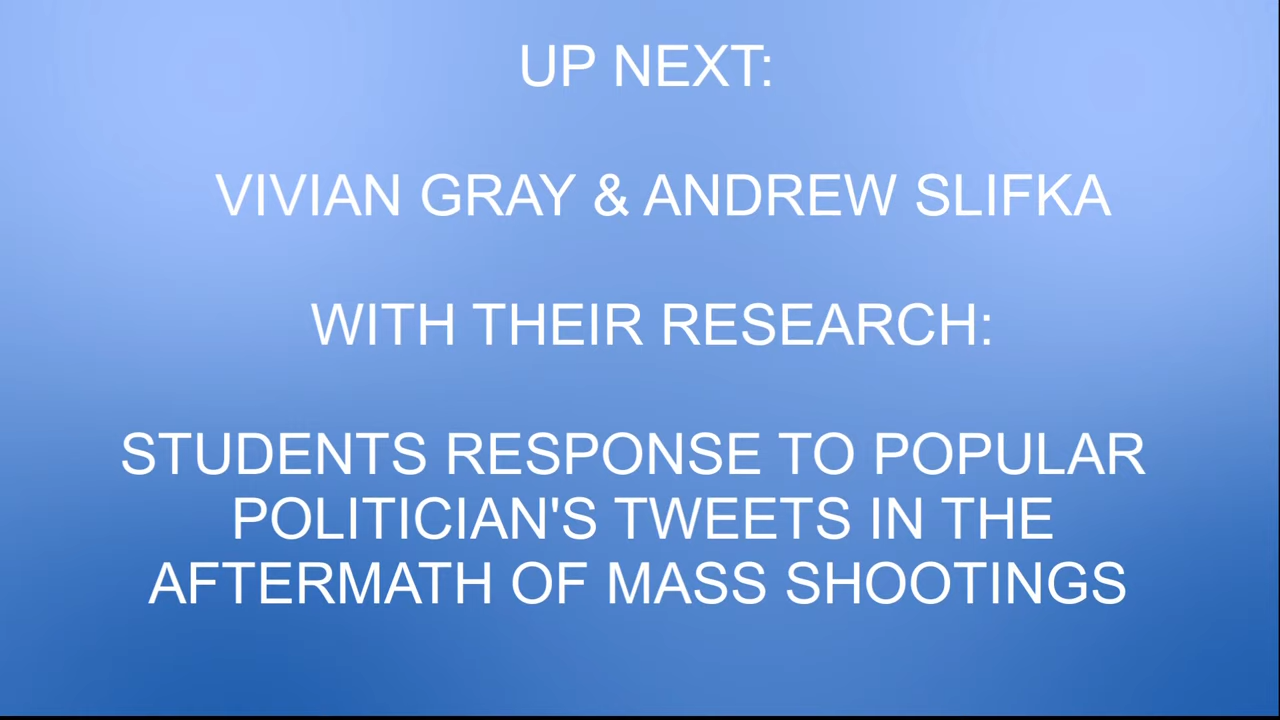 UP NEXT:
VIVIAN GRAY & ANDREW SLIFKA
WITH THEIR RESEARCH:
STUDENTS RESPONSE TO POPULAR
POLITICIAN'S TWEETS IN THE
AFTERMATH OF MASS SHOOTINGS